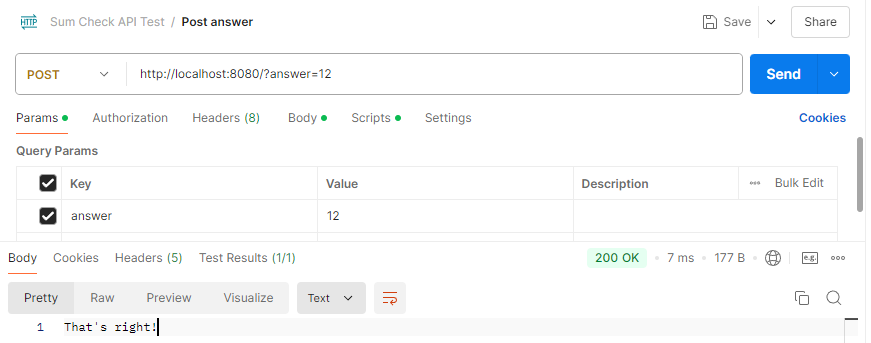 HTTP Sum Check API Test / Post answer Save Share
POST http://localhost:8080/?answer=12 Send
Params Authorization Headers (8) Body Scripts Settings Cookies
Query Params
Key Value Description Bulk Edit
answer 12
Body Cookies Headers (5) Test Results (1/1) 200 OK 7 ms 177 B e.g.
Pretty Raw Preview Visualize Text
1 That's right!